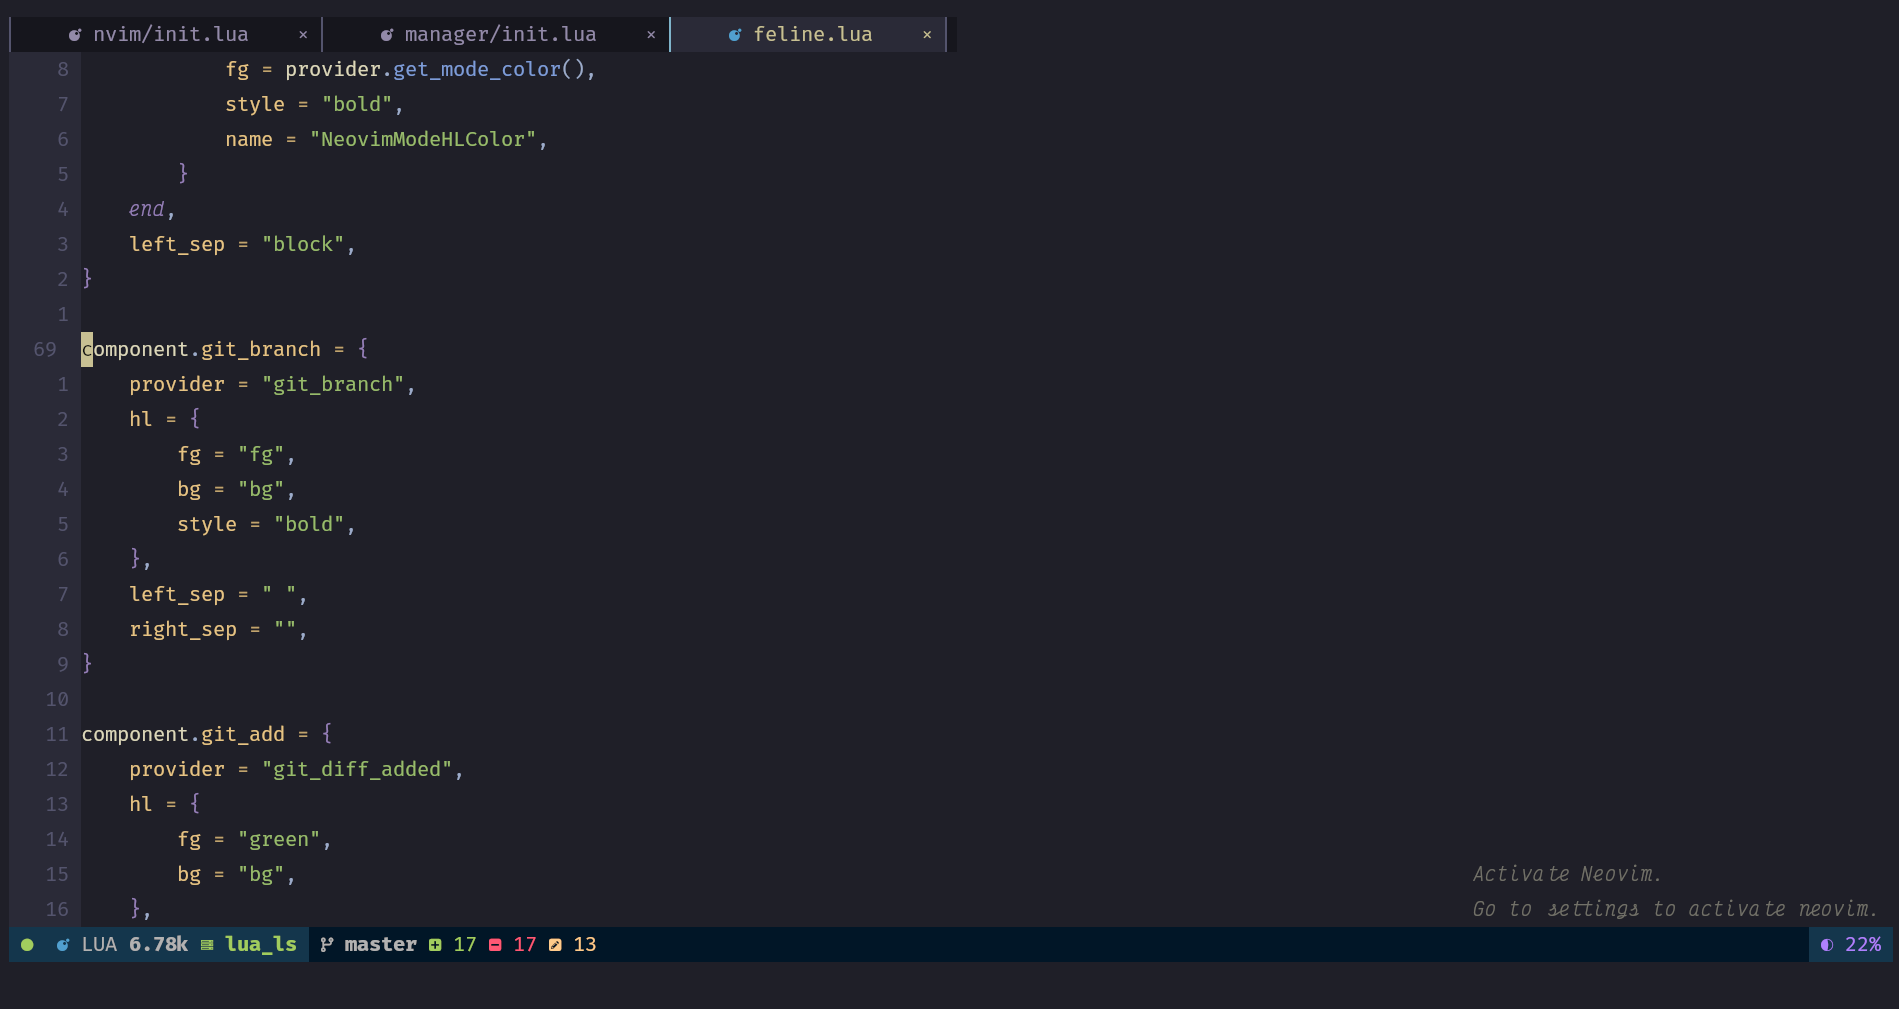 nvim/init.lua × manager/init.lua × feline.lua ×
8 fg = provider.get_mode_color(),
7 style = "bold",
6 name = "NeovimModeHLColor",
5 }
4 end,
3 left_sep = "block",
2 }
1
69 component.git_branch = {
1 provider = "git_branch",
2 hl = {
3 fg = "fg",
4 bg = "bg",
5 style = "bold",
6 },
7 left_sep = " ",
8 right_sep = "",
9 }
10
11 component.git_add = {
12 provider = "git_diff_added",
13 hl = {
14 fg = "green",
15 bg = "bg",
Activate Neovim.
16 },
Go to settings to activate neovim.
LUA 6.78k lua_ls master 17 17 13 22%